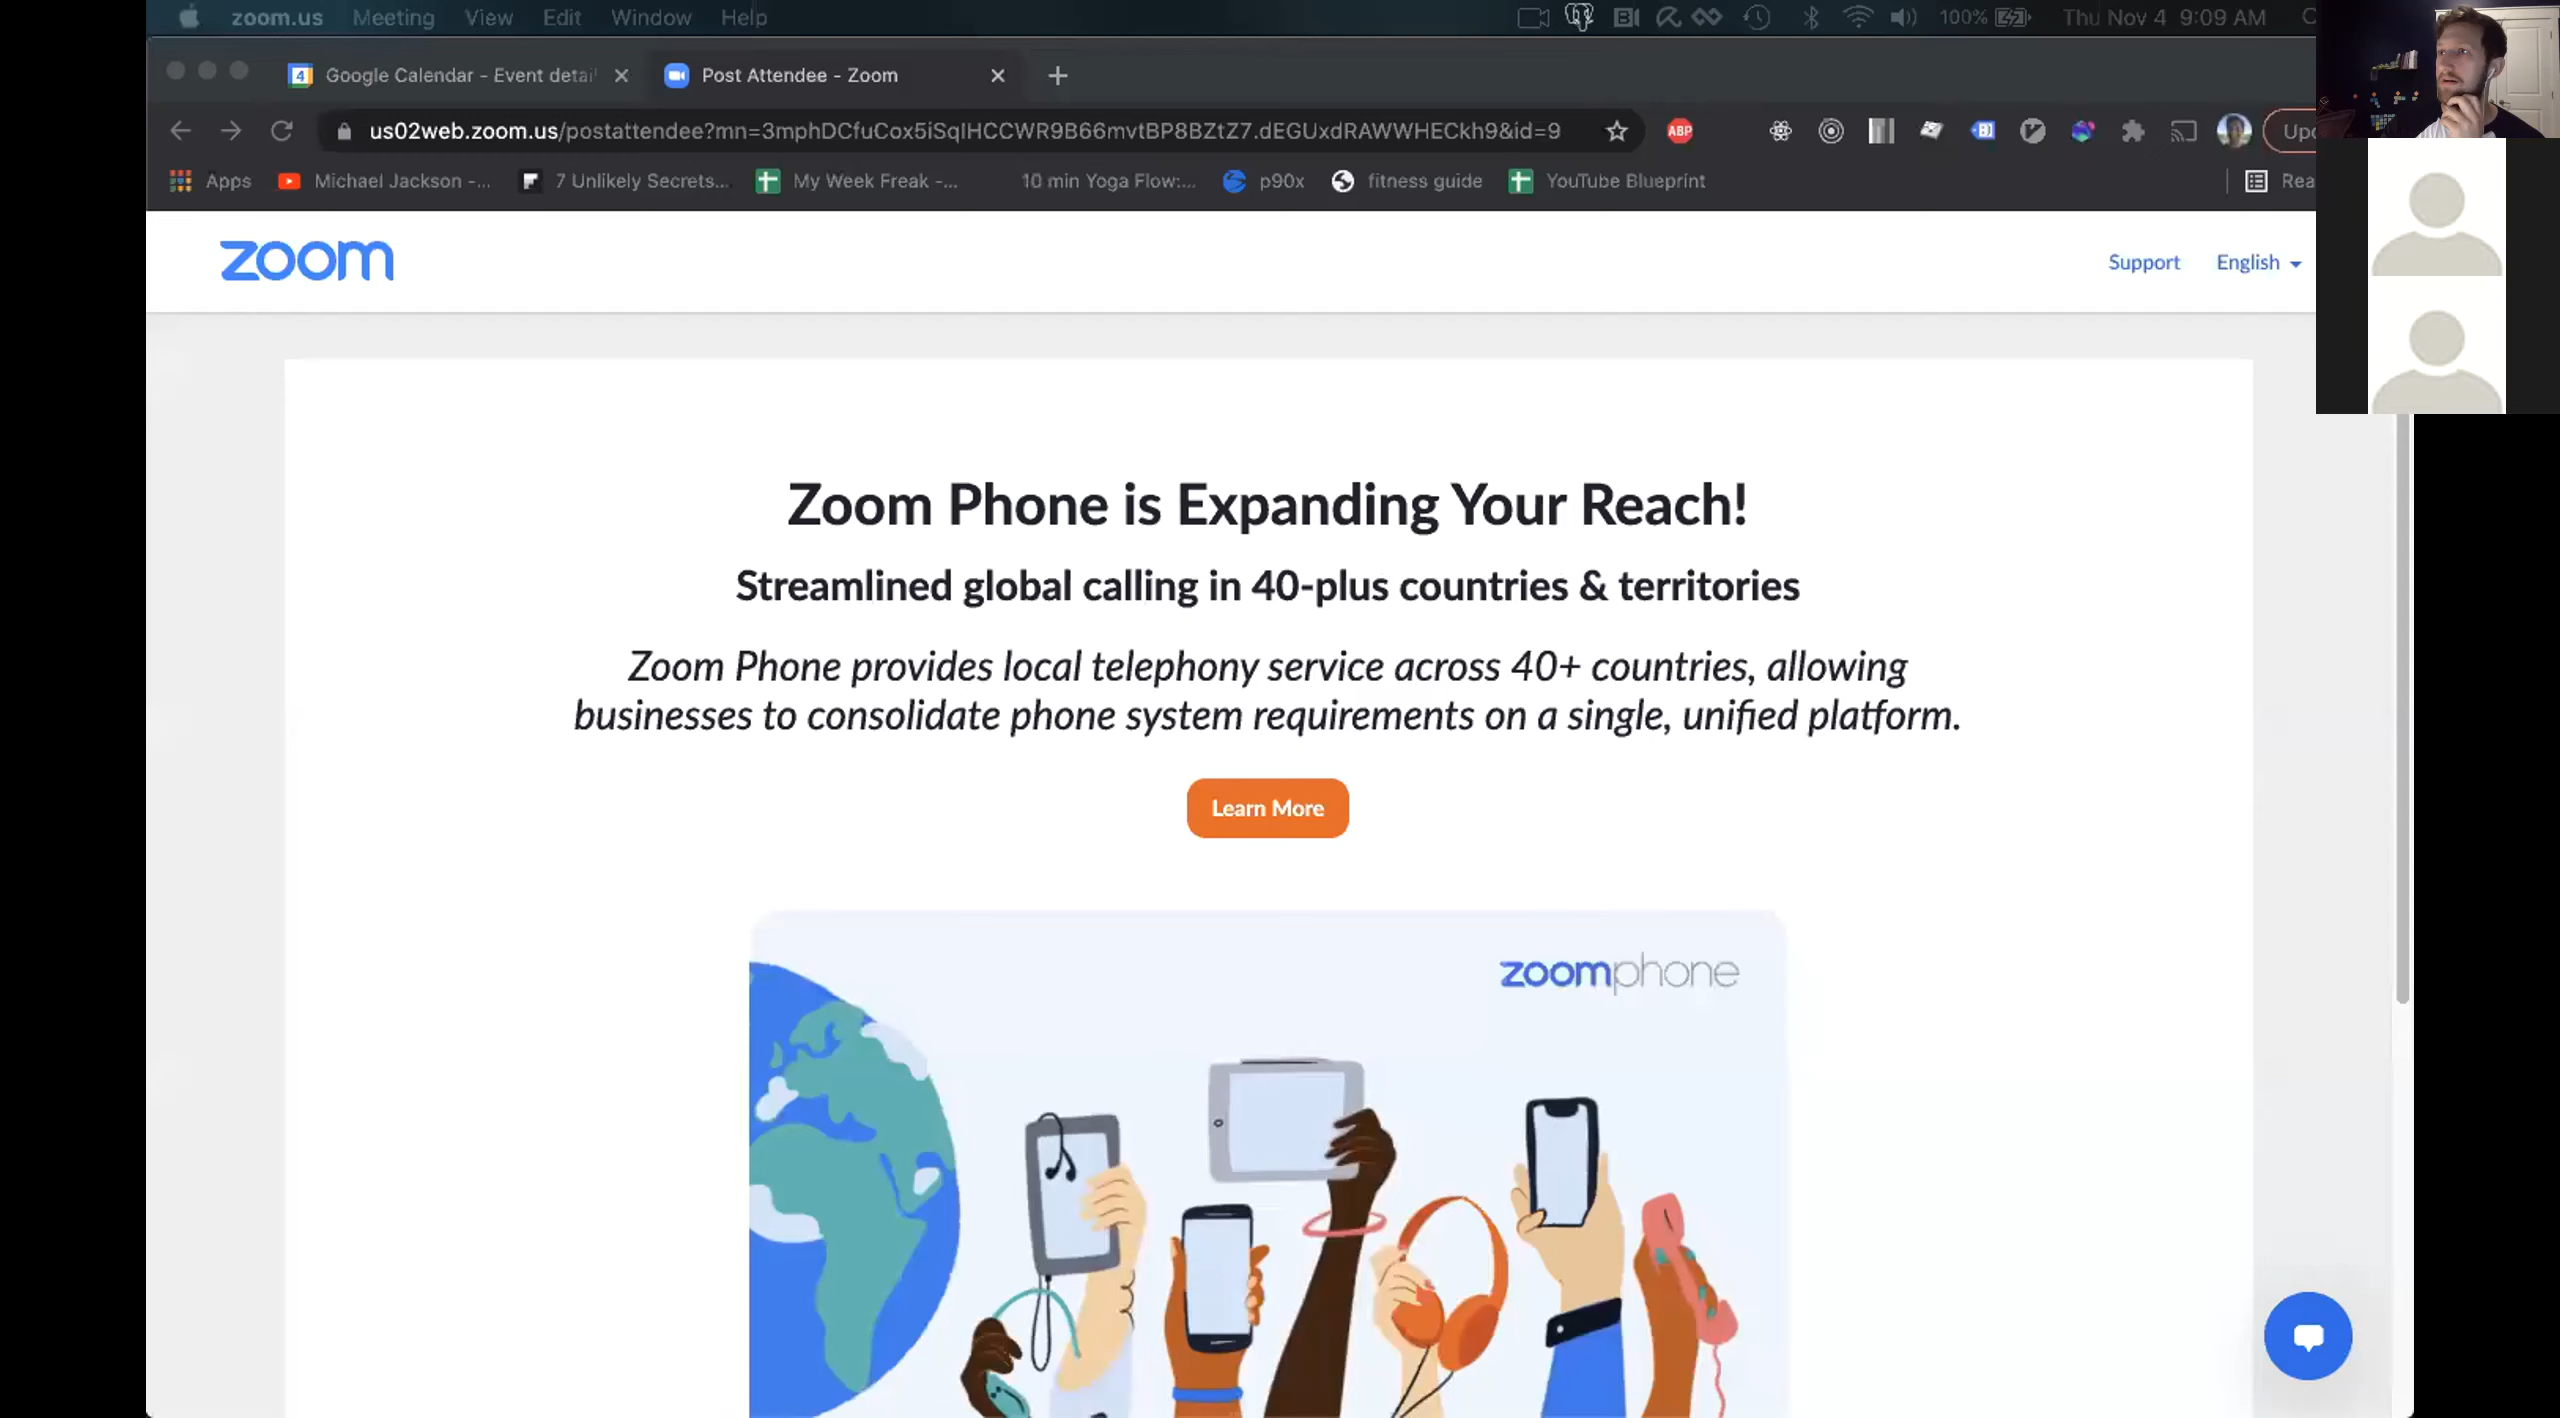 zoom.us Meeting View Edit Window Help 100% Thu Nov 4 9:09 AM
4 Google Calendar - Event detai Post Attendee - Zoom
us02web.zoom.us/postattendee?mn=3mphDCfuCox5iSqIHCCWR9B66mvtBP8BZtZ7.dEGUxdRAWWHECkh9&id=9 ABP
Apps Michael Jackson -... 7 Unlikely Secrets... My Week Freak -... 10 min Yoga Flow:... p90x fitness guide YouTube Blueprint
zoom Support English
Zoom Phone is Expanding Your Reach!
Streamlined global calling in 40-plus countries & territories
Zoom Phone provides local telephony service across 40+ countries, allowing
businesses to consolidate phone system requirements on a single, unified platform.
Learn More
zoomphone